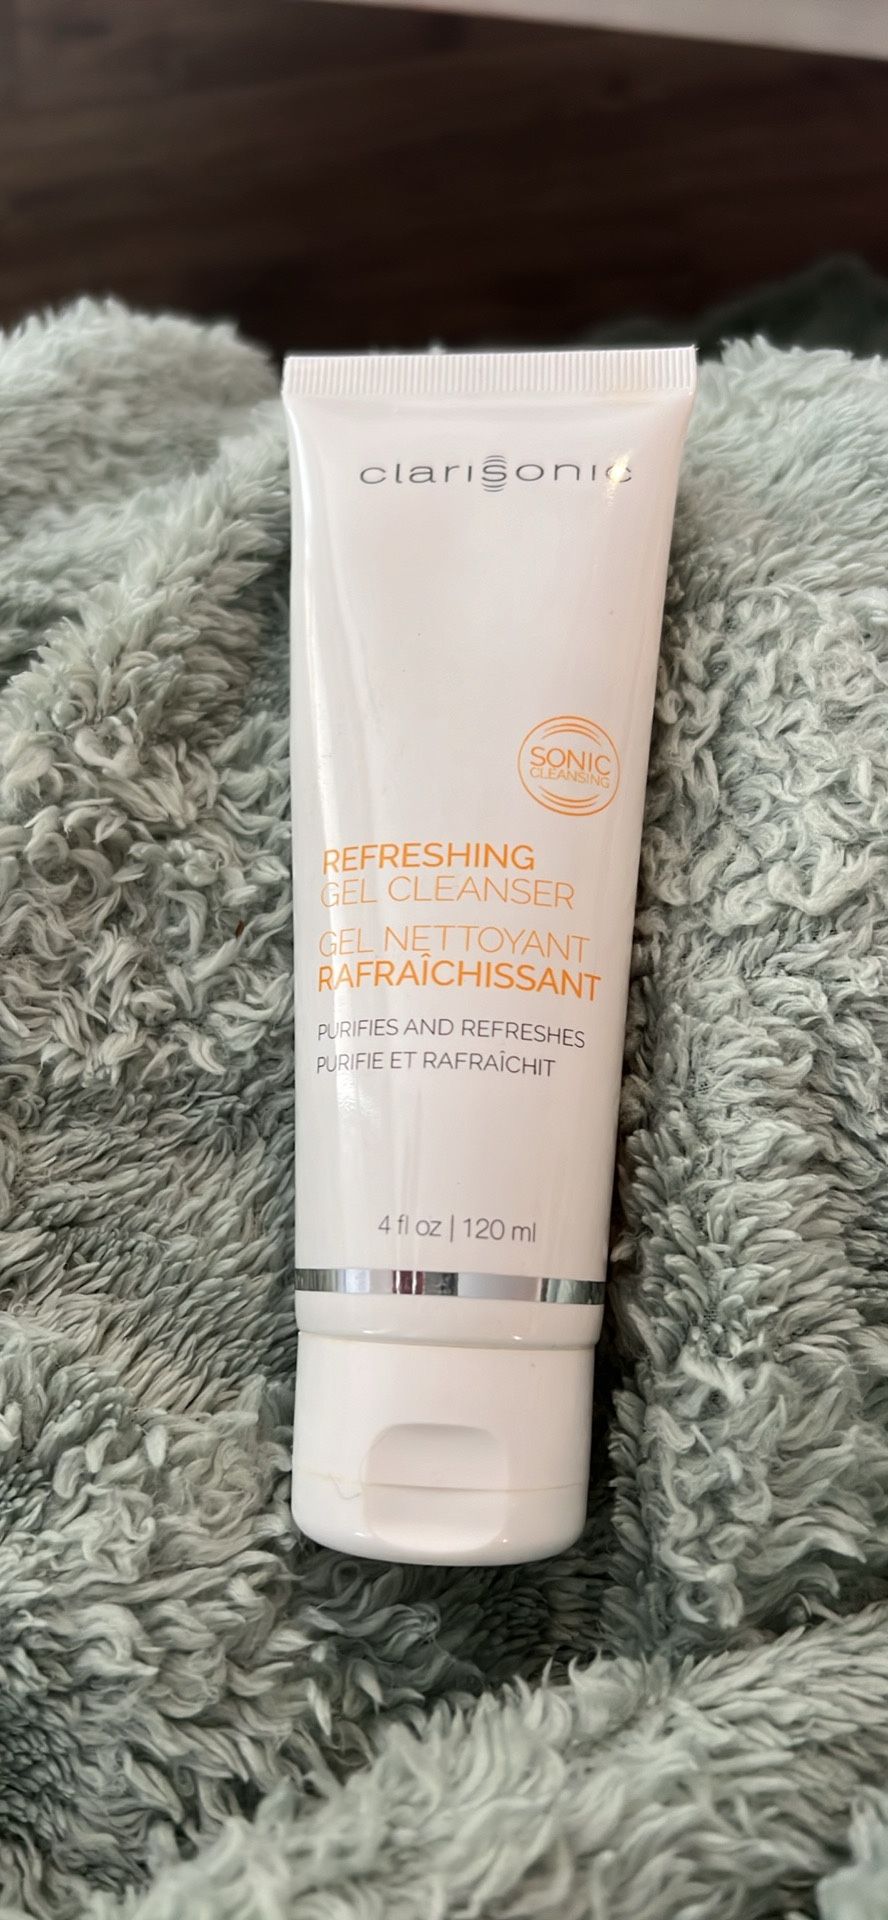 clarisonic
SONIC
CLEANSING
REFRESHING
GEL CLEANSER
GEL NETTOYANT
RAFRAÎCHISSANT
PURIFIES AND REFRESHES
PURIFIE ET RAFRAÎCHIT
4 fl oz | 120 ml